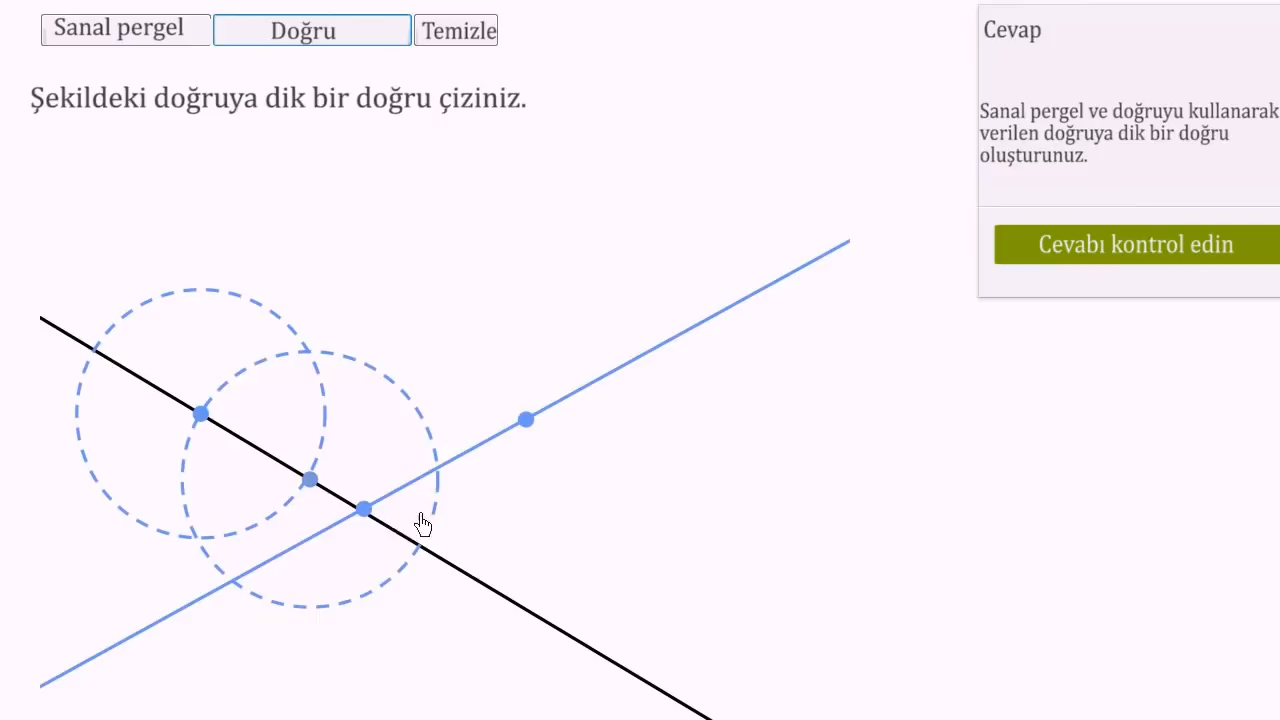 Sanal pergel
Doğru
Temizle
Şekildeki doğruya dik bir doğru çiziniz.
Cevap
Sanal pergel ve doğruyu kullanarak
verilen doğruya dik bir doğru
oluşturunuz.
Cevabı kontrol edin